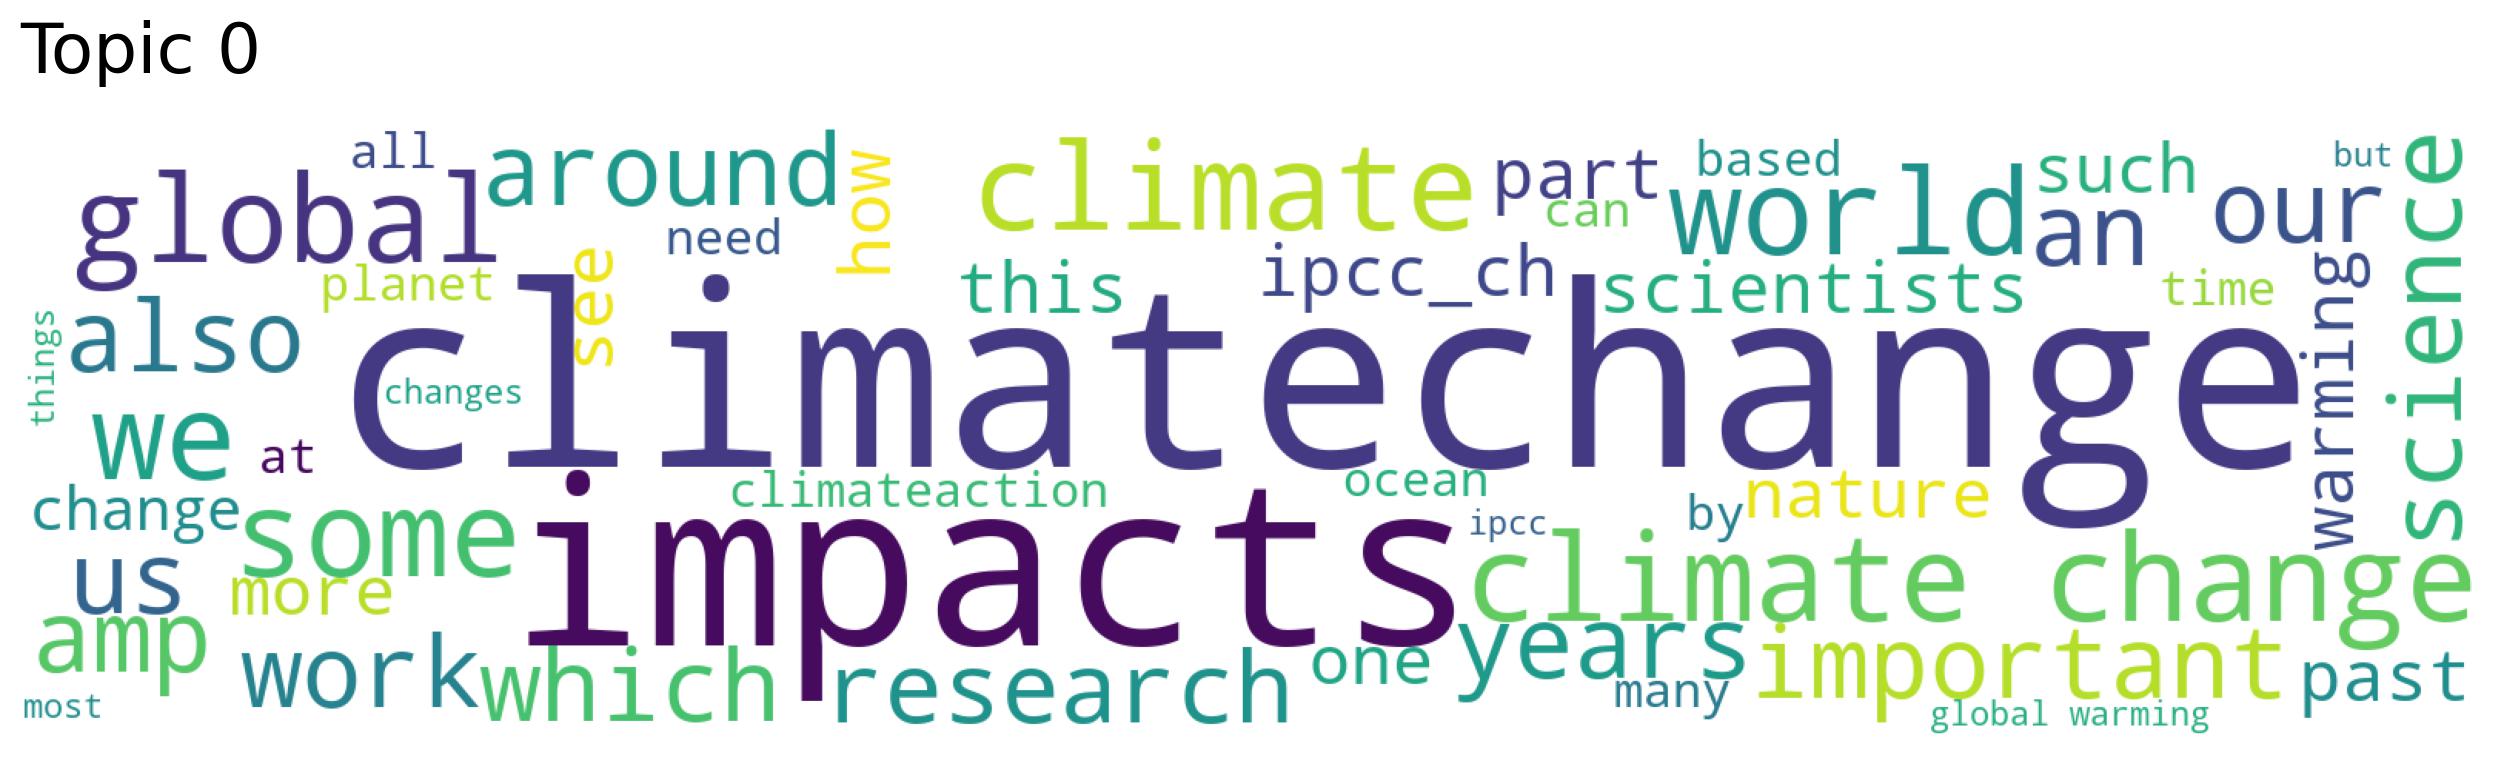 Topic 0
all
around
how
climate
part
based
such
but
global
can
world
an
our
science
need
planet
see
this
ipcc_ch
scientists
time
things
also
climatechange
changes
warming
we
at
change
climateaction
ocean
nature
some
impacts
ipcc
by
climate change
us
more
amp
work
which
research
one
years
many
important
past
most
global warming